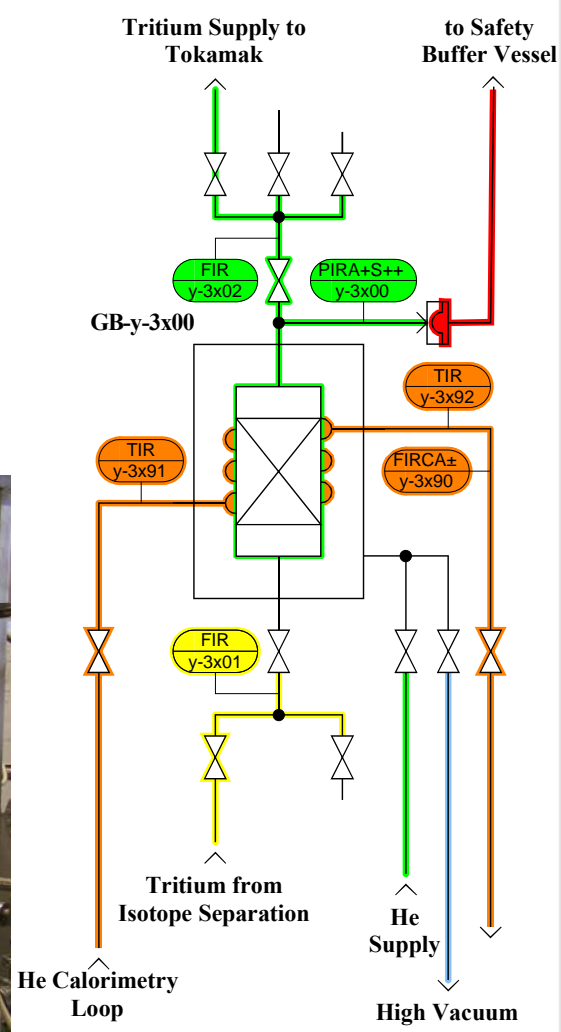 Tritium Supply to
Tokamak
to Safety
Buffer Vessel
FIR
y-3x02
PIRA+S++
y-3x00
GB-y-3x00
TIR
y-3x92
TIR
y-3x91
FIRCA±
y-3x90
FIR
y-3x01
Tritium from
Isotope Separation
He
Supply
He Calorimetry
Loop
High Vacuum